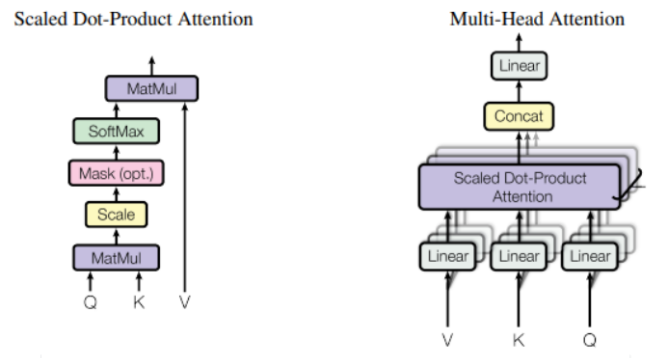 Scaled Dot-Product Attention
MatMul
SoftMax
Mask (opt.)
Scale
MatMul
Q K V
Multi-Head Attention
Linear
Concat
Scaled Dot-Product
Attention
Linear Linear Linear
V K Q